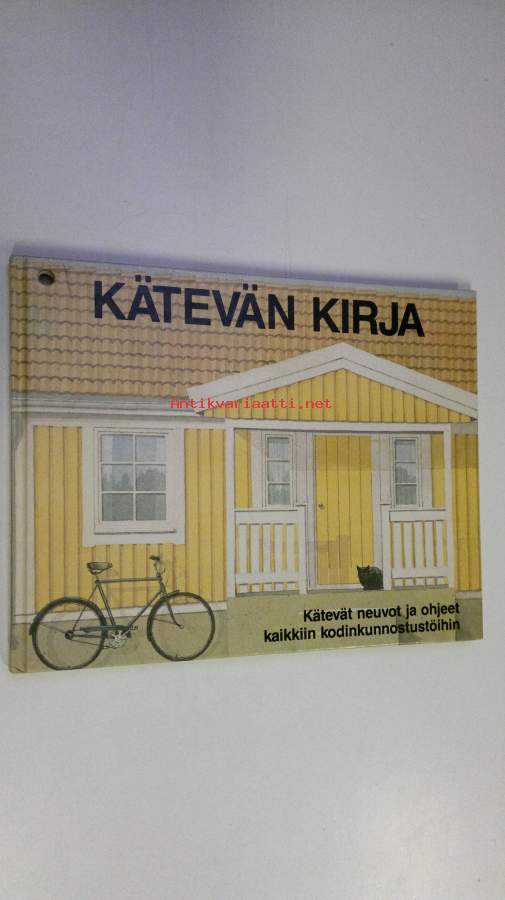 KÄTEVÄN KIRJA
Antikvariaatti.net
Kätevät neuvot ja ohjeet
kaikkiin kodinkunnostustöihin